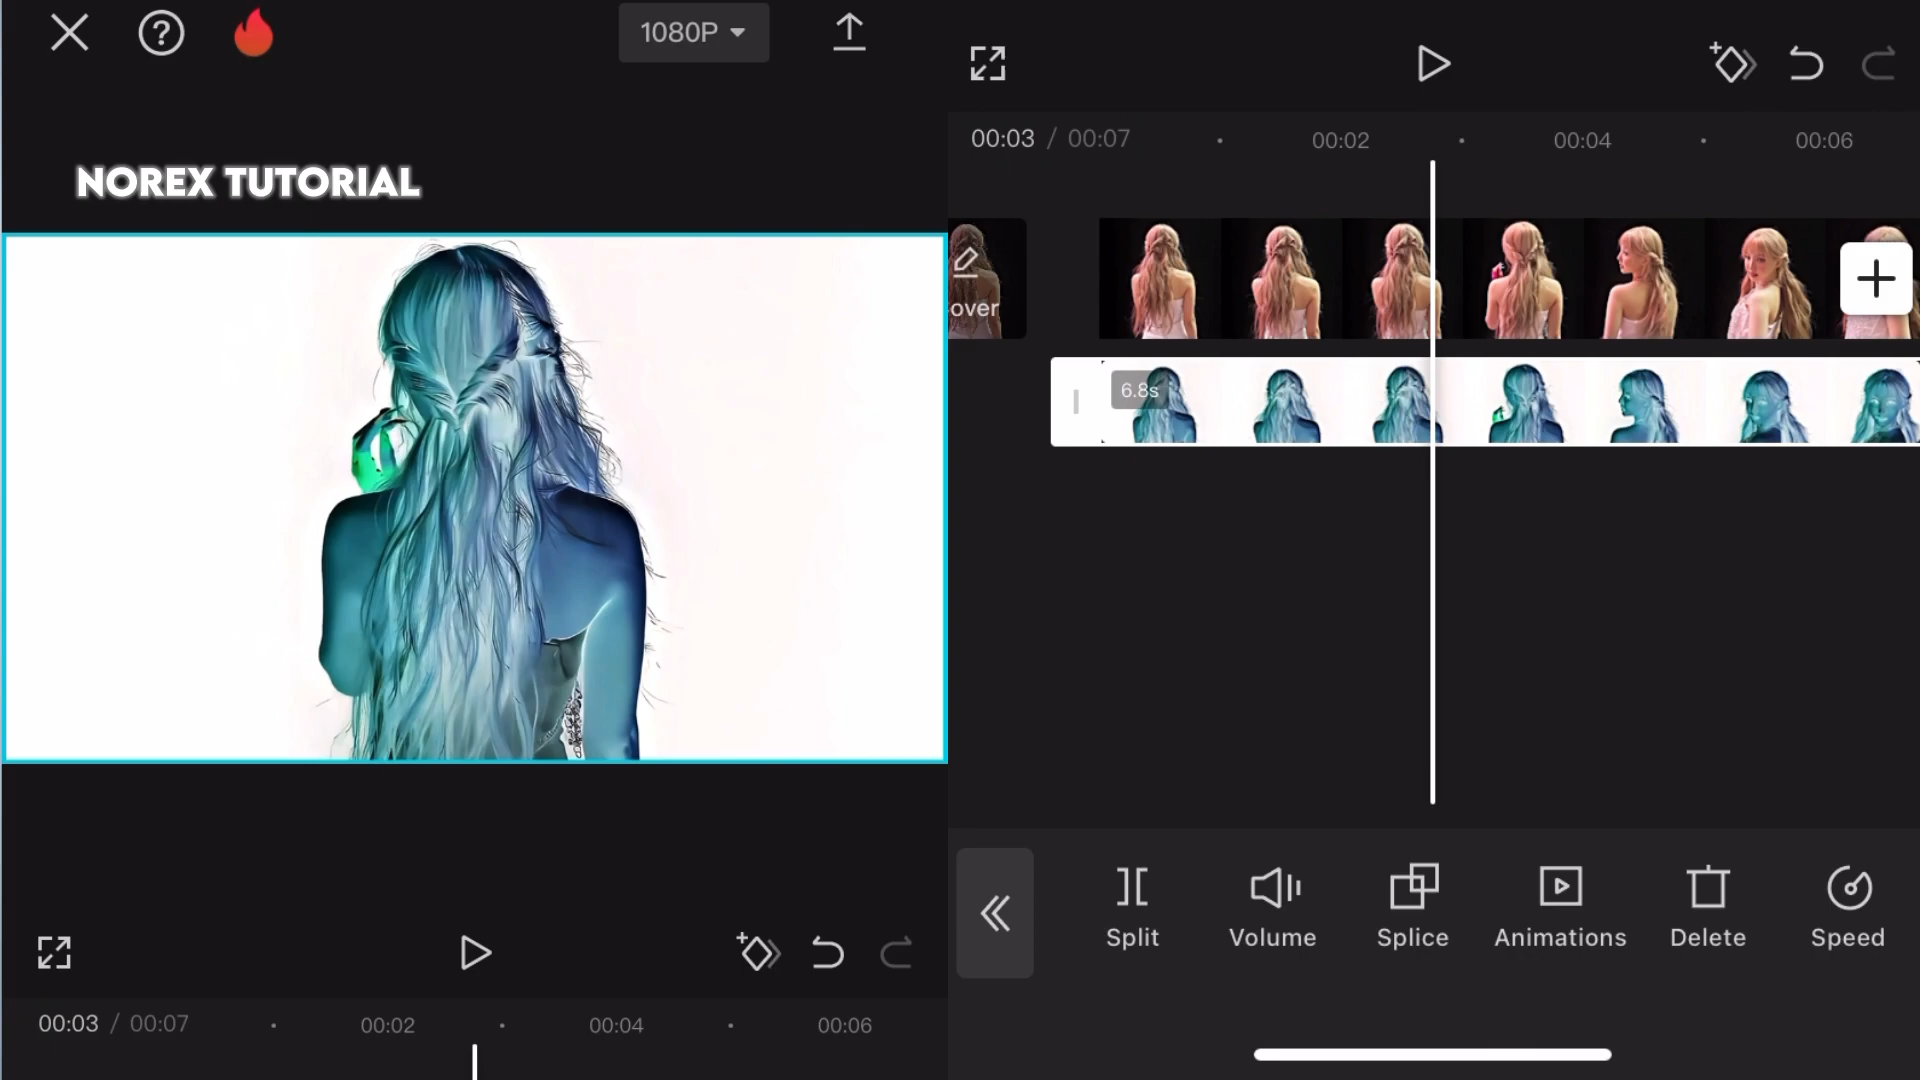 1080P
NOREX TUTORIAL
00:03 / 00:07
00:02
00:04
00:06
00:03 / 00:07
00:02
00:04
00:06
over
6.8s
Split
Volume
Splice
Animations
Delete
Speed